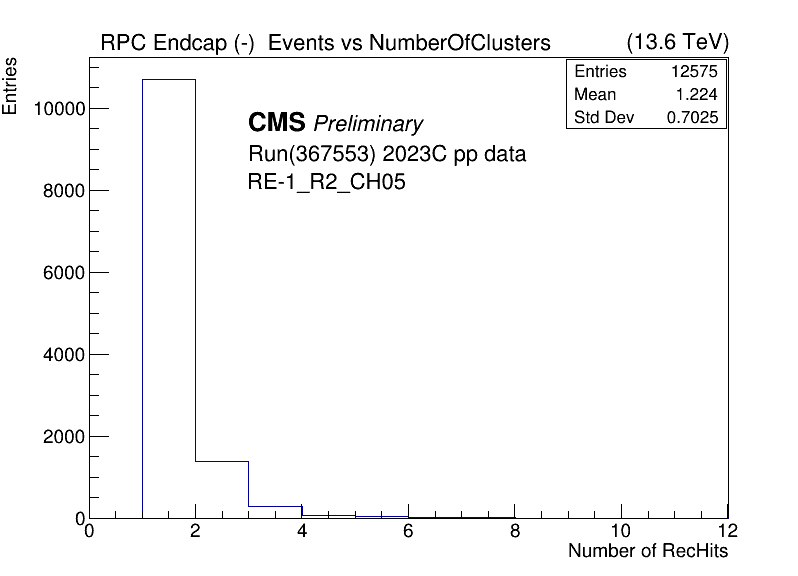 RPC Endcap (-)  Events vs NumberOfClusters
(13.6 TeV)
Entries 12575
Mean 1.224
Std Dev 0.7025
CMS Preliminary
Run(367553) 2023C pp data
RE-1_R2_CH05
Entries
10000
8000
6000
4000
2000
0
0 2 4 6 8 10 12
Number of RecHits